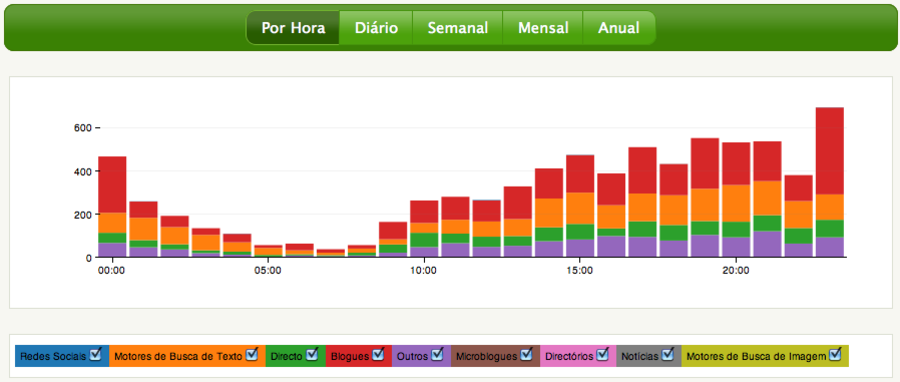 Por Hora Diário Semanal Mensal Anual
600
400
200
0
00:00 05:00 10:00 15:00 20:00
Redes Sociais Motores de Busca de Texto Directo Blogues Outros Microblogues Directórios Notícias Motores de Busca de Imagem